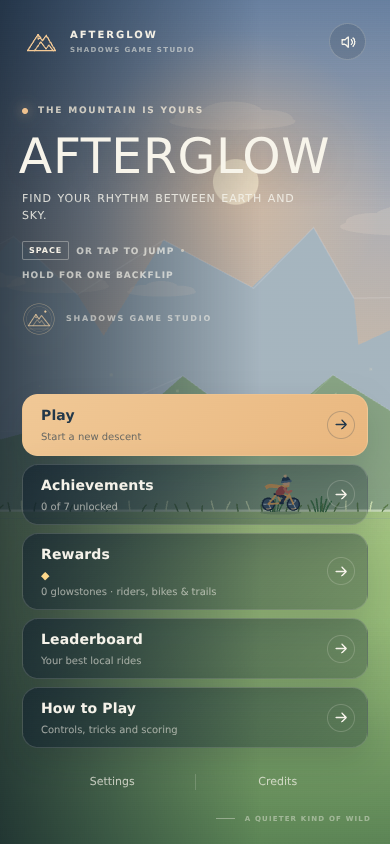 AFTERGLOW
SHADOWS GAME STUDIO
THE MOUNTAIN IS YOURS
AFTERGLOW
FIND YOUR RHYTHM BETWEEN EARTH AND
SKY.
SPACE OR TAP TO JUMP •
HOLD FOR ONE BACKFLIP
SHADOWS GAME STUDIO
Play
Start a new descent
Achievements
0 of 7 unlocked
Rewards
0 glowstones · riders, bikes & trails
Leaderboard
Your best local rides
How to Play
Controls, tricks and scoring
Settings
Credits
A QUIETER KIND OF WILD